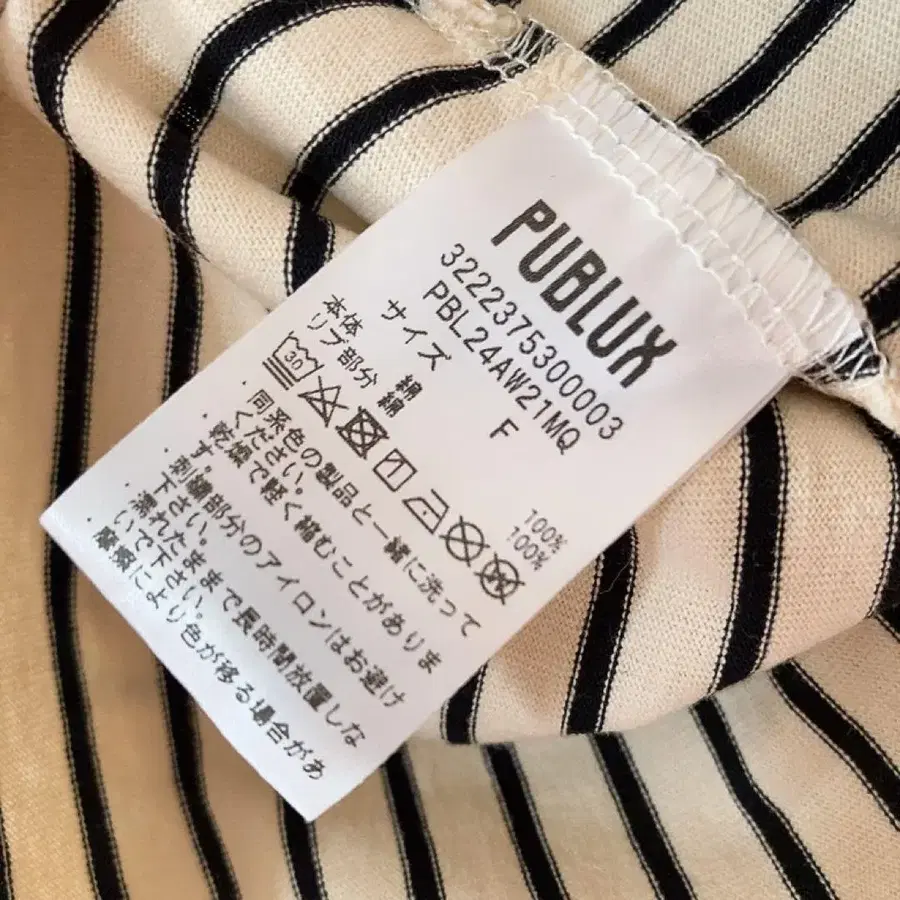 PUBLUX
3222375300003
PBL24AW21MQ
サイズ F
本体 綿 100%
リブ部分 綿 100%
30
・同系色の製品と一緒に洗って
ください。
・乾燥で軽く縮むことがありま
す。
・刺繍部分のアイロンはお避け
下さい。
・濡れたままで長時間放置しな
いで下さい。
・摩擦により色が移る場合があ